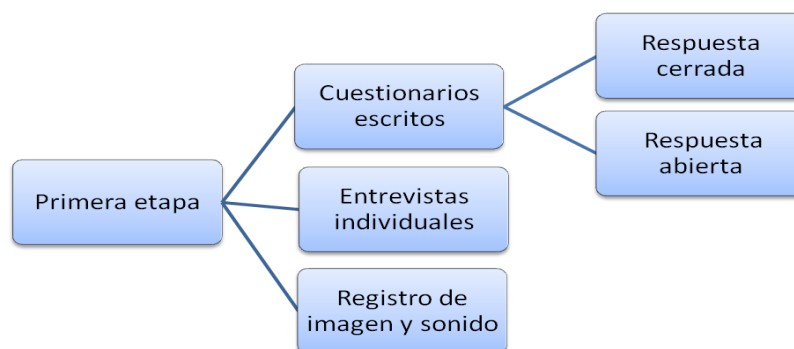 Primera etapa
Cuestionarios
escritos
Respuesta
cerrada
Respuesta
abierta
Entrevistas
individuales
Registro de
imagen y sonido